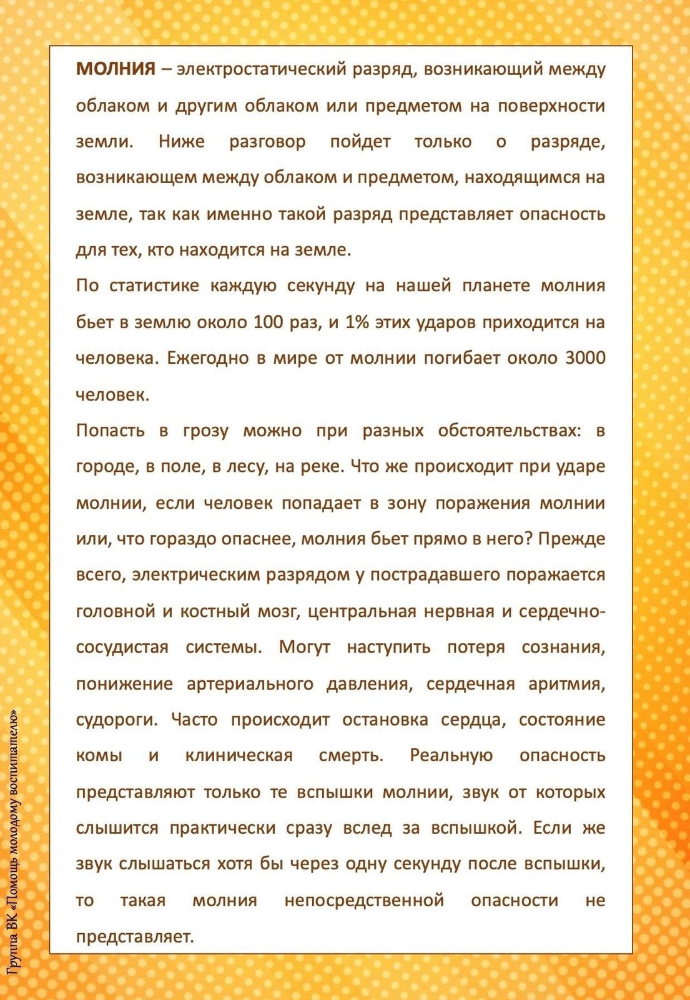 МОЛНИЯ – электростатический разряд, возникающий между
облаком и другим облаком или предметом на поверхности
земли. Ниже разговор пойдет только о разряде,
возникающем между облаком и предметом, находящимся на
земле, так как именно такой разряд представляет опасность
для тех, кто находится на земле.
По статистике каждую секунду на нашей планете молния
бьет в землю около 100 раз, и 1% этих ударов приходится на
человека. Ежегодно в мире от молнии погибает около 3000
человек.
Попасть в грозу можно при разных обстоятельствах: в
городе, в поле, в лесу, на реке. Что же происходит при ударе
молнии, если человек попадает в зону поражения молнии
или, что гораздо опаснее, молния бьет прямо в него? Прежде
всего, электрическим разрядом у пострадавшего поражается
головной и костный мозг, центральная нервная и сердечно-
сосудистая системы. Могут наступить потеря сознания,
понижение артериального давления, сердечная аритмия,
судороги. Часто происходит остановка сердца, состояние
комы и клиническая смерть. Реальную опасность
представляют только те вспышки молнии, звук от которых
слышится практически сразу вслед за вспышкой. Если же
звук слышаться хотя бы через одну секунду после вспышки,
то такая молния непосредственной опасности не
представляет.
Группа ВК «Помощь молодому воспитателю»